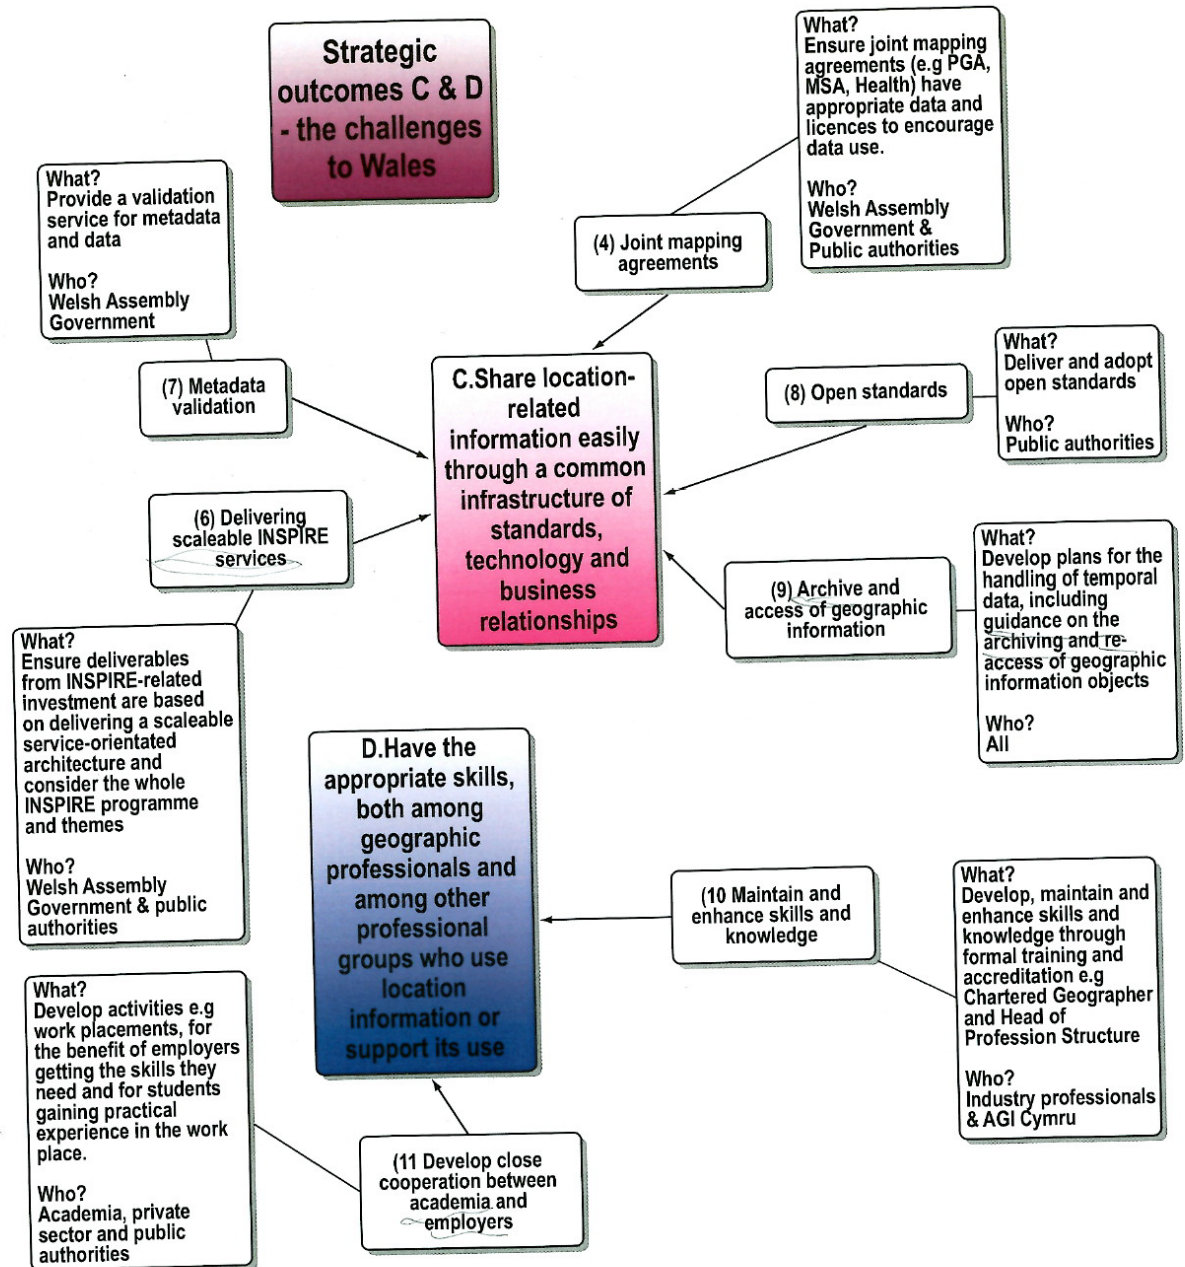 Strategic
outcomes C & D
- the challenges
to Wales
What?
Ensure joint mapping
agreements (e.g PGA,
MSA, Health) have
appropriate data and
licences to encourage
data use.
Who?
Welsh Assembly
Government &
Public authorities
(4) Joint mapping
agreements
What?
Provide a validation
service for metadata
and data
Who?
Welsh Assembly
Government
(7) Metadata
validation
C.Share location-
related
information easily
through a common
infrastructure of
standards,
technology and
business
relationships
(8) Open standards
What?
Deliver and adopt
open standards
Who?
Public authorities
(6) Delivering
scaleable INSPIRE
services
(9) Archive and
access of geographic
information
What?
Develop plans for the
handling of temporal
data, including
guidance on the
archiving and re-
access of geographic
information objects
Who?
All
What?
Ensure deliverables
from INSPIRE-related
investment are based
on delivering a scaleable
service-orientated
architecture and
consider the whole
INSPIRE programme
and themes
Who?
Welsh Assembly
Government & public
authorities
D.Have the
appropriate skills,
both among
geographic
professionals and
among other
professional
groups who use
location
information or
support its use
(10 Maintain and
enhance skills and
knowledge
What?
Develop, maintain and
enhance skills and
knowledge through
formal training and
accreditation e.g
Chartered Geographer
and Head of
Profession Structure
Who?
Industry professionals
& AGI Cymru
What?
Develop activities e.g
work placements, for
the benefit of employers
getting the skills they
need and for students
gaining practical
experience in the work
place.
Who?
Academia, private
sector and public
authorities
(11 Develop close
cooperation between
academia and
employers